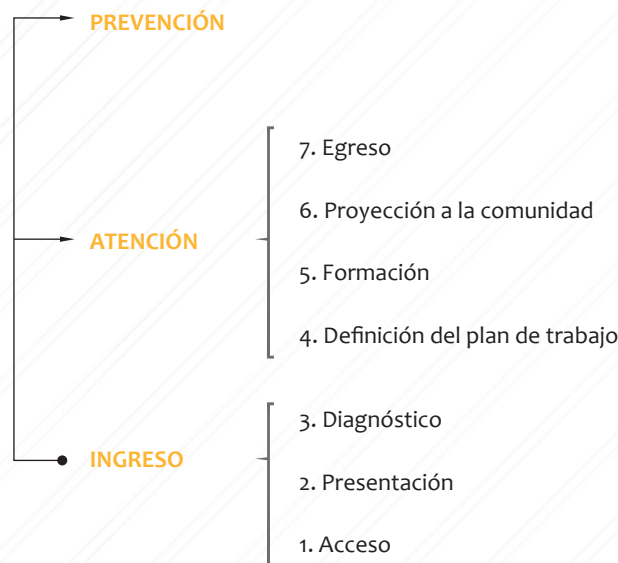 PREVENCIÓN
7. Egreso
6. Proyección a la comunidad
ATENCIÓN
5. Formación
4. Definición del plan de trabajo
3. Diagnóstico
INGRESO
2. Presentación
1. Acceso